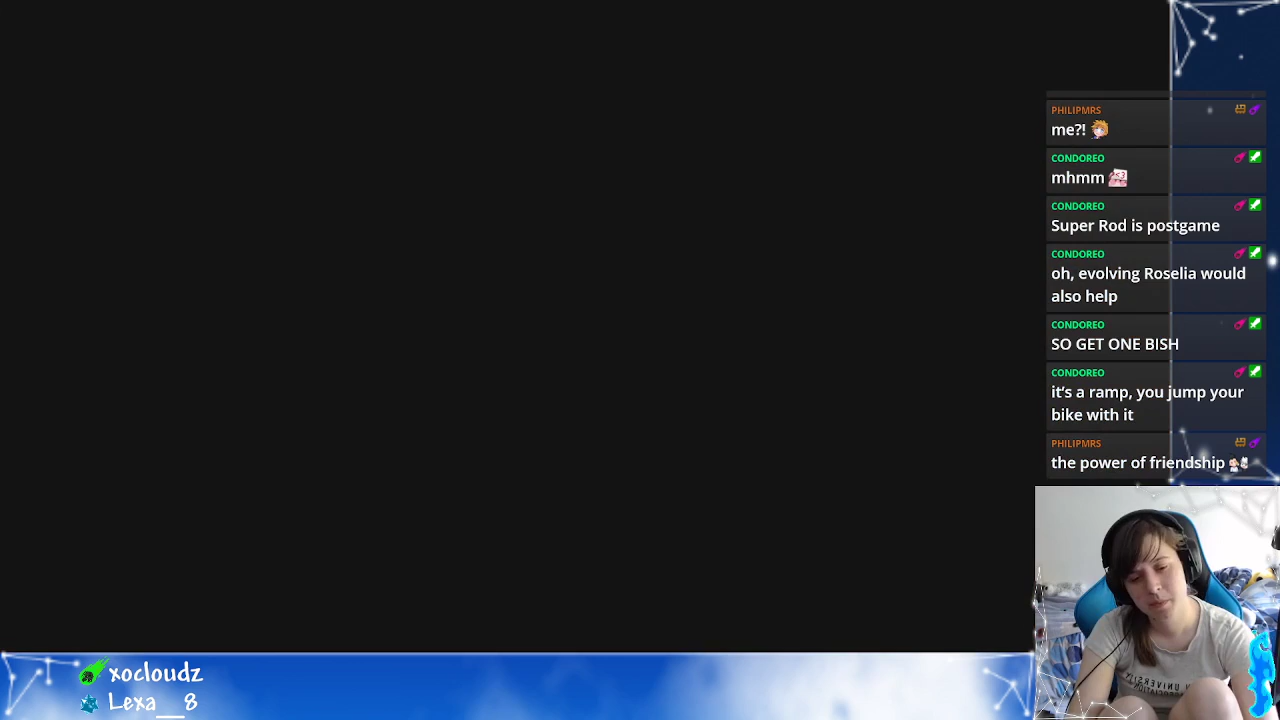 PHILIPMRS
me?!
CONDOREO
mhmm
CONDOREO
Super Rod is postgame
CONDOREO
oh, evolving Roselia would
also help
CONDOREO
SO GET ONE BISH
CONDOREO
it's a ramp, you jump your
bike with it
PHILIPMRS
the power of friendship
xocloudz
Lexa__8